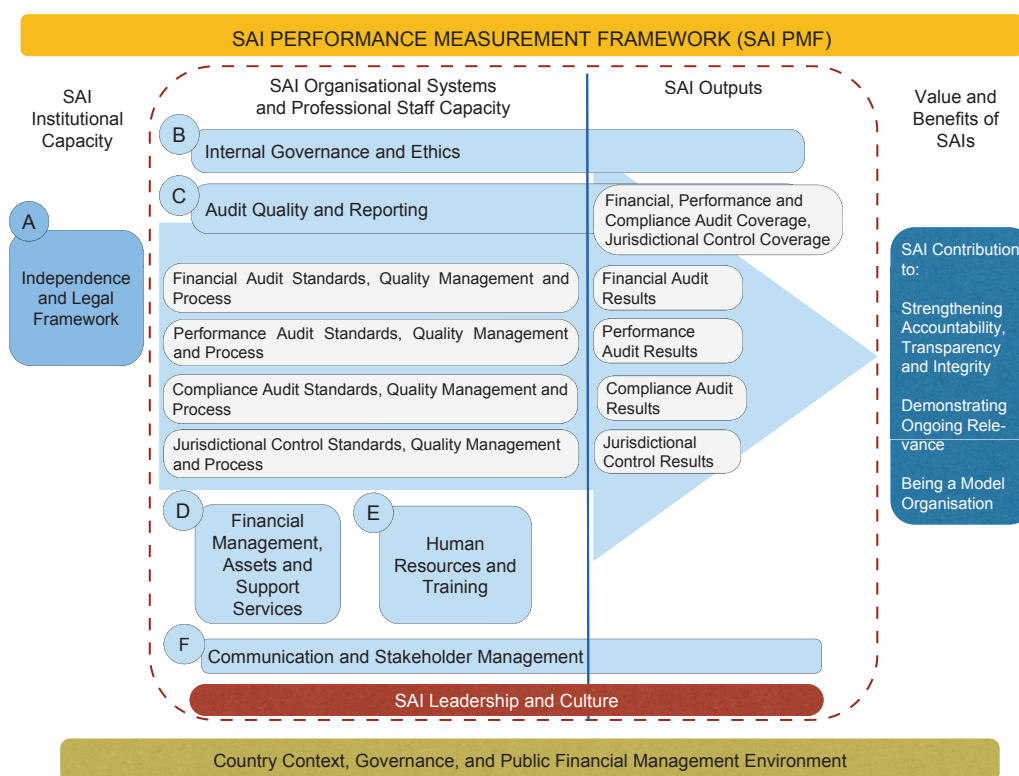 SAI PERFORMANCE MEASUREMENT FRAMEWORK (SAI PMF)
SAI
Institutional
Capacity
SAI Organisational Systems
and Professional Staff Capacity
SAI Outputs
Value and
Benefits of
SAIs
B
Internal Governance and Ethics
C
Audit Quality and Reporting
Financial, Performance and
Compliance Audit Coverage,
Jurisdictional Control Coverage
A
Independence
and Legal
Framework
Financial Audit Standards, Quality Management and
Process
Financial Audit
Results
Performance Audit Standards, Quality Management
and Process
Performance
Audit Results
Compliance Audit Standards, Quality Management and
Process
Compliance Audit
Results
Jurisdictional Control Standards, Quality Management
and Process
Jurisdictional
Control Results
SAI Contribution
to:
Strengthening
Accountability,
Transparency
and Integrity
Demonstrating
Ongoing Rele-
vance
Being a Model
Organisation
D
Financial
Management,
Assets and
Support
Services
E
Human
Resources and
Training
F
Communication and Stakeholder Management
SAI Leadership and Culture
Country Context, Governance, and Public Financial Management Environment